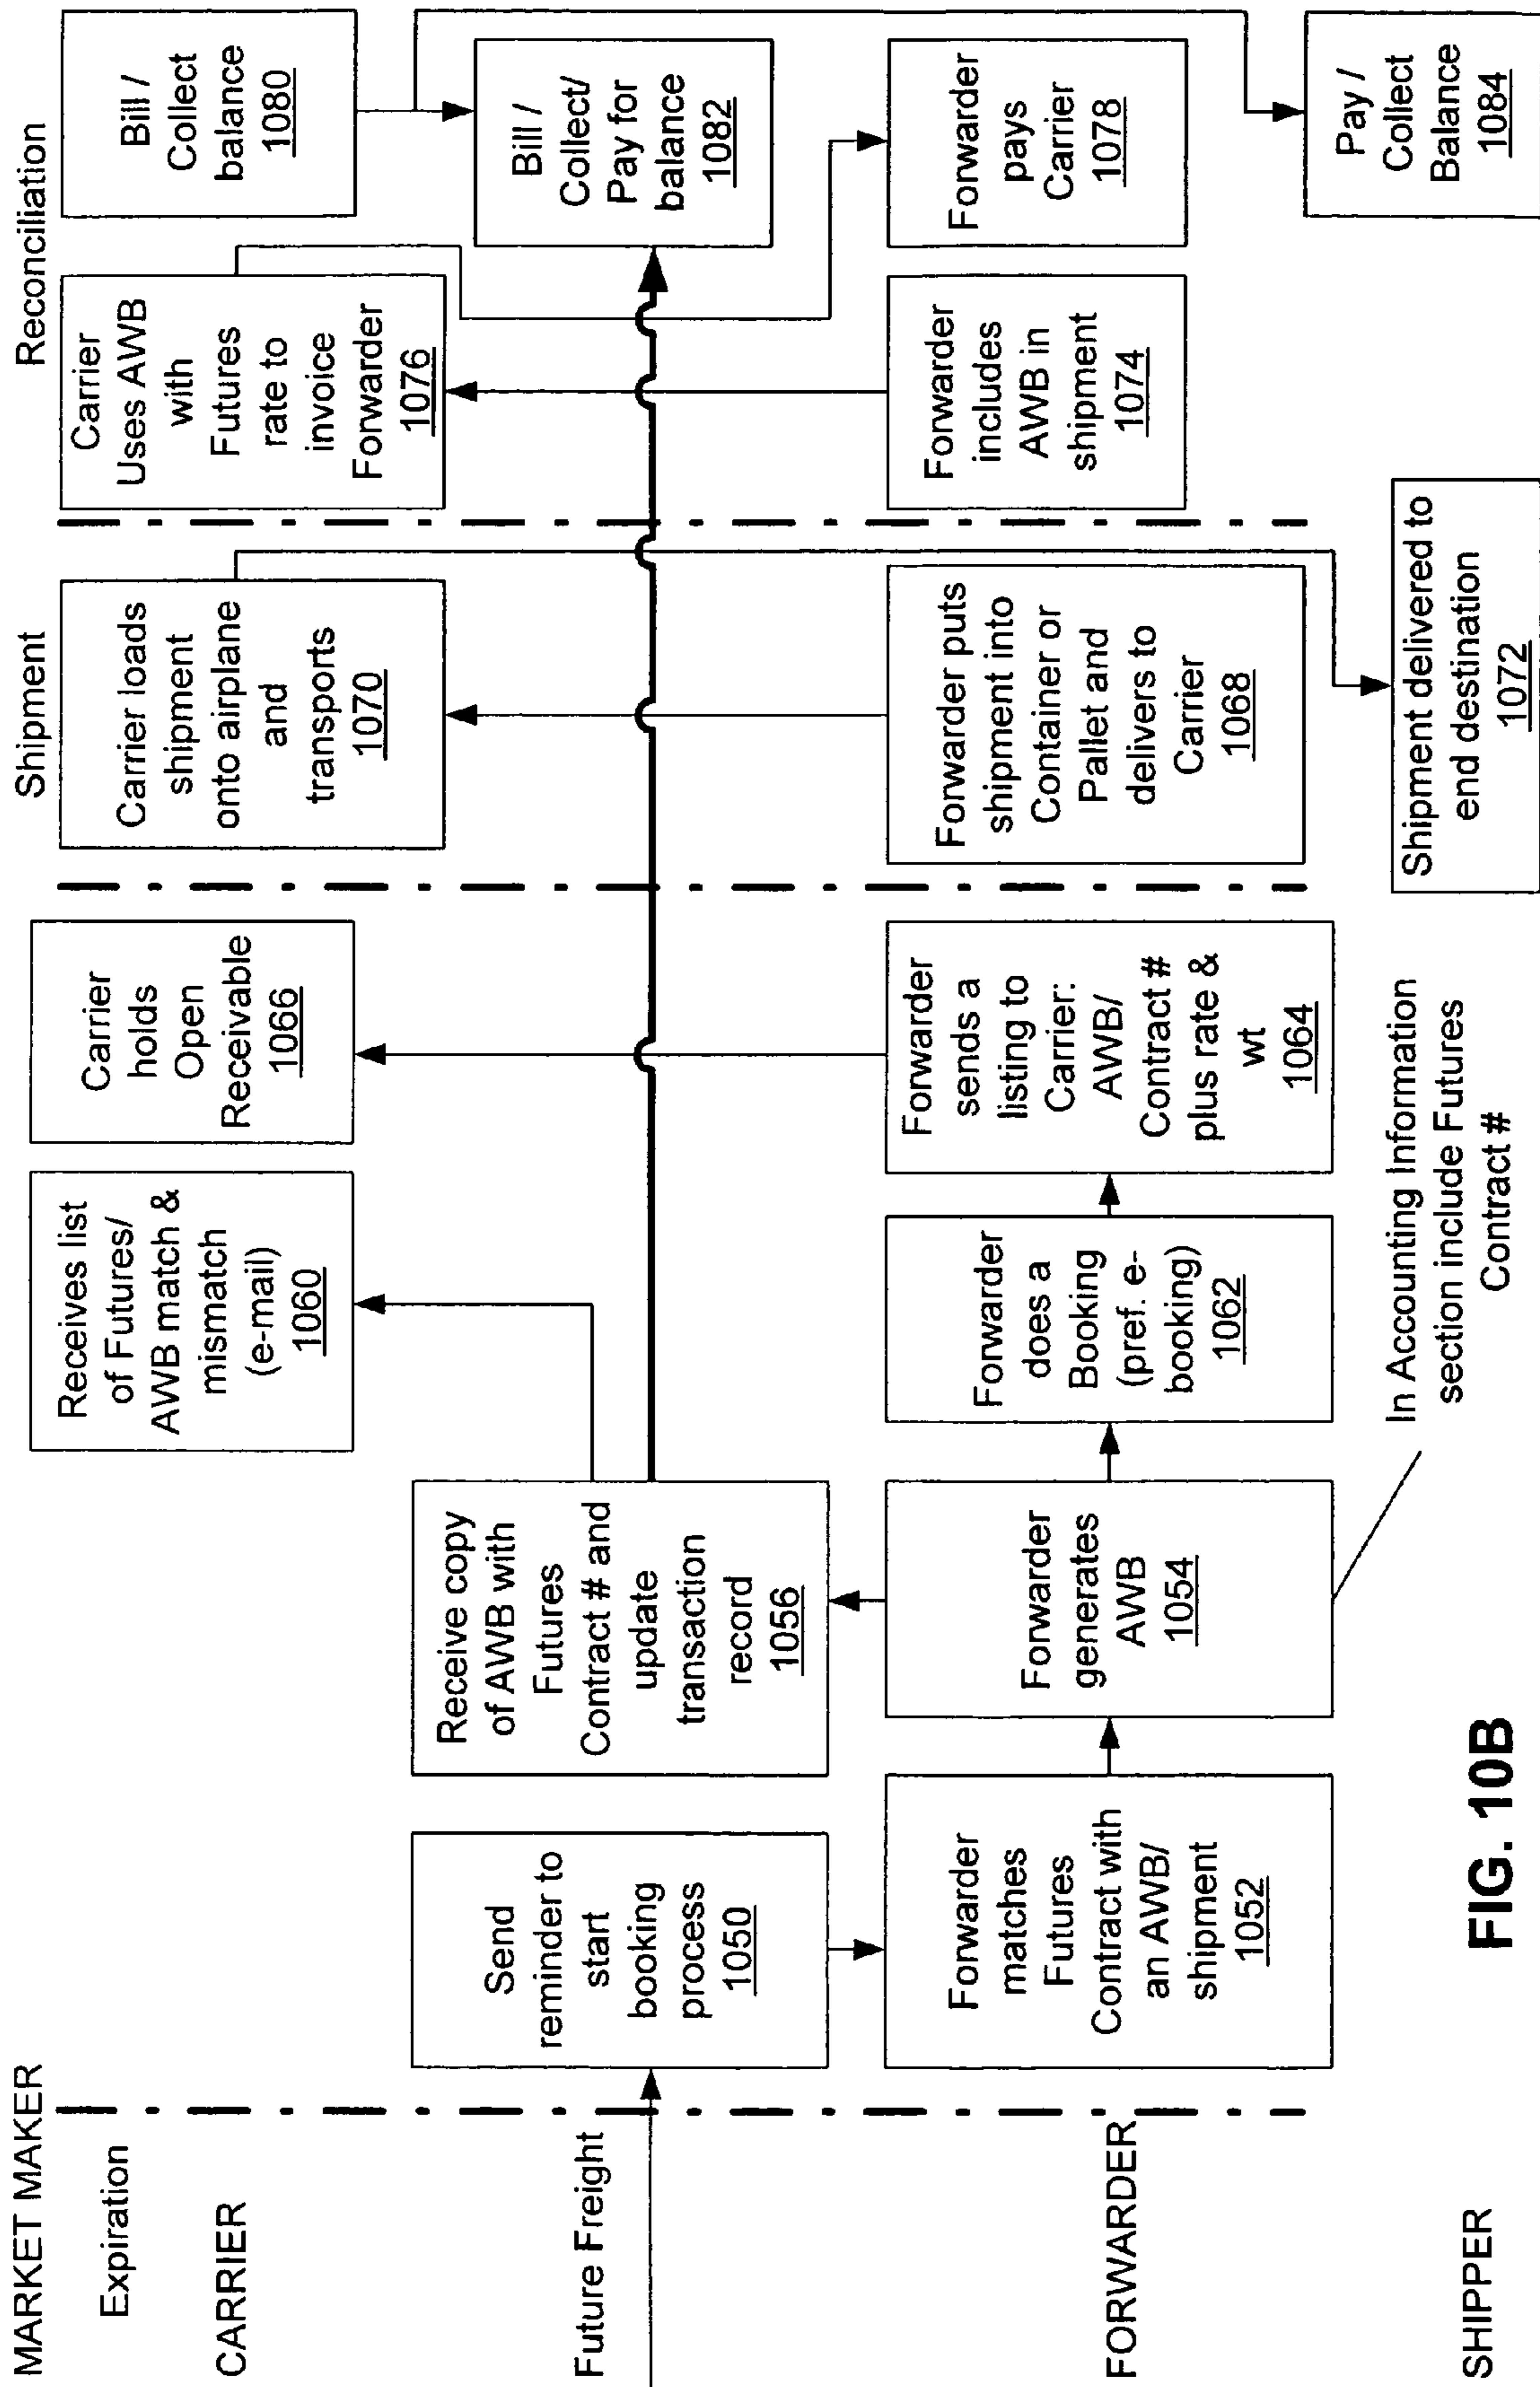 MARKET MAKER
Expiration
Shipment
Reconciliation
CARRIER
Receives list
of Futures/
AWB match &
mismatch
(e-mail)
1060
Carrier
holds
Open
Receivable
1066
Carrier loads
shipment
onto airplane
and
transports
1070
Carrier
Uses AWB
with
Futures
rate to
invoice
Forwarder
1076
Bill /
Collect
balance
1080
Future Freight
Send
reminder to
start
booking
process
1050
Receive copy
of AWB with
Futures
Contract # and
update
transaction
record
1056
Bill /
Collect/
Pay for
balance
1082
FORWARDER
Forwarder
matches
Futures
Contract with
an AWB/
shipment
1052
Forwarder
generates
AWB
1054
Forwarder
does a
Booking
(pref. e-
booking)
1062
Forwarder
sends a
listing to
Carrier:
AWB/
Contract #
plus rate &
wt
1064
Forwarder puts
shipment into
Container or
Pallet and
delivers to
Carrier
1068
Forwarder
includes
AWB in
shipment
1074
Forwarder
pays
Carrier
1078
SHIPPER
In Accounting Information
section include Futures
Contract #
Shipment delivered to
end destination
1072
Pay /
Collect
Balance
1084
FIG. 10B